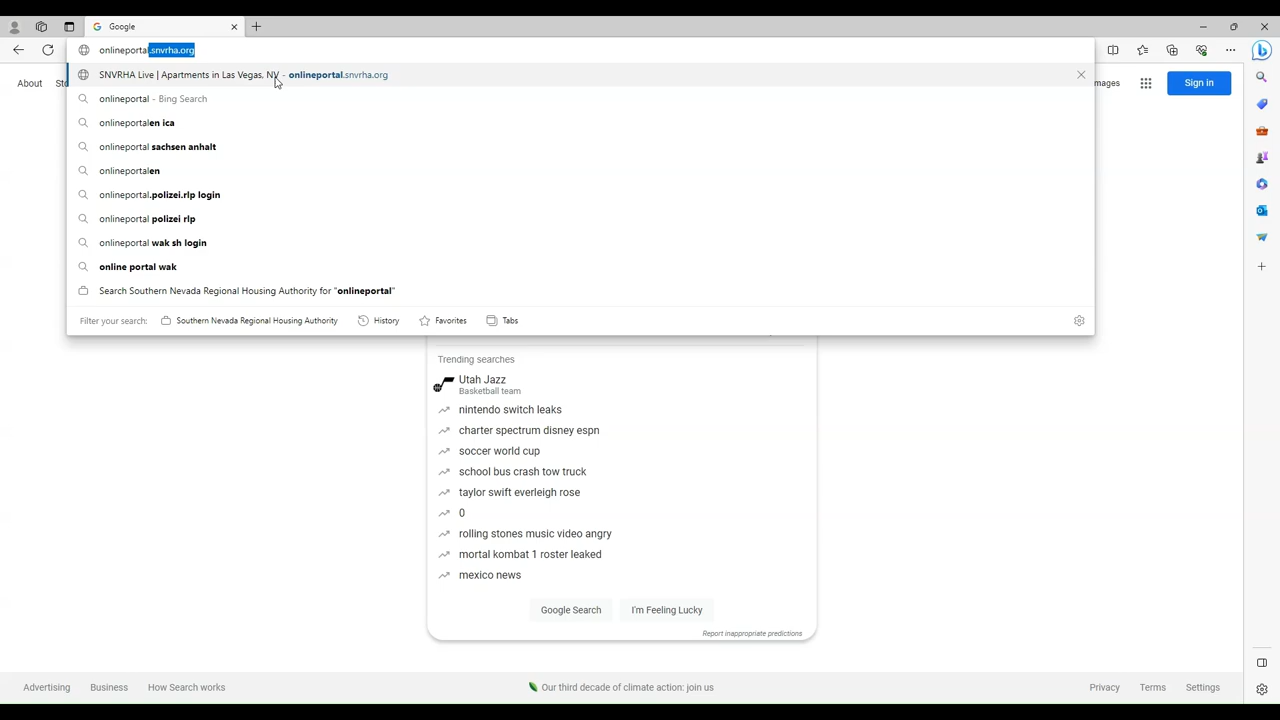 Google
onlineportal.snvrha.org
SNVRHA Live | Apartments in Las Vegas, NV - onlineportal.snvrha.org
About
mages
Sign in
onlineportal - Bing Search
onlineportalen ica
onlineportal sachsen anhalt
onlineportalen
onlineportal.polizei.rlp login
onlineportal polizei rlp
onlineportal wak sh login
online portal wak
Search Southern Nevada Regional Housing Authority for "onlineportal"
Filter your search: Southern Nevada Regional Housing Authority History Favorites Tabs
Trending searches
Utah Jazz
Basketball team
nintendo switch leaks
charter spectrum disney espn
soccer world cup
school bus crash tow truck
taylor swift everleigh rose
0
rolling stones music video angry
mortal kombat 1 roster leaked
mexico news
Google Search I'm Feeling Lucky
Report inappropriate predictions
Advertising Business How Search works Our third decade of climate action: join us Privacy Terms Settings